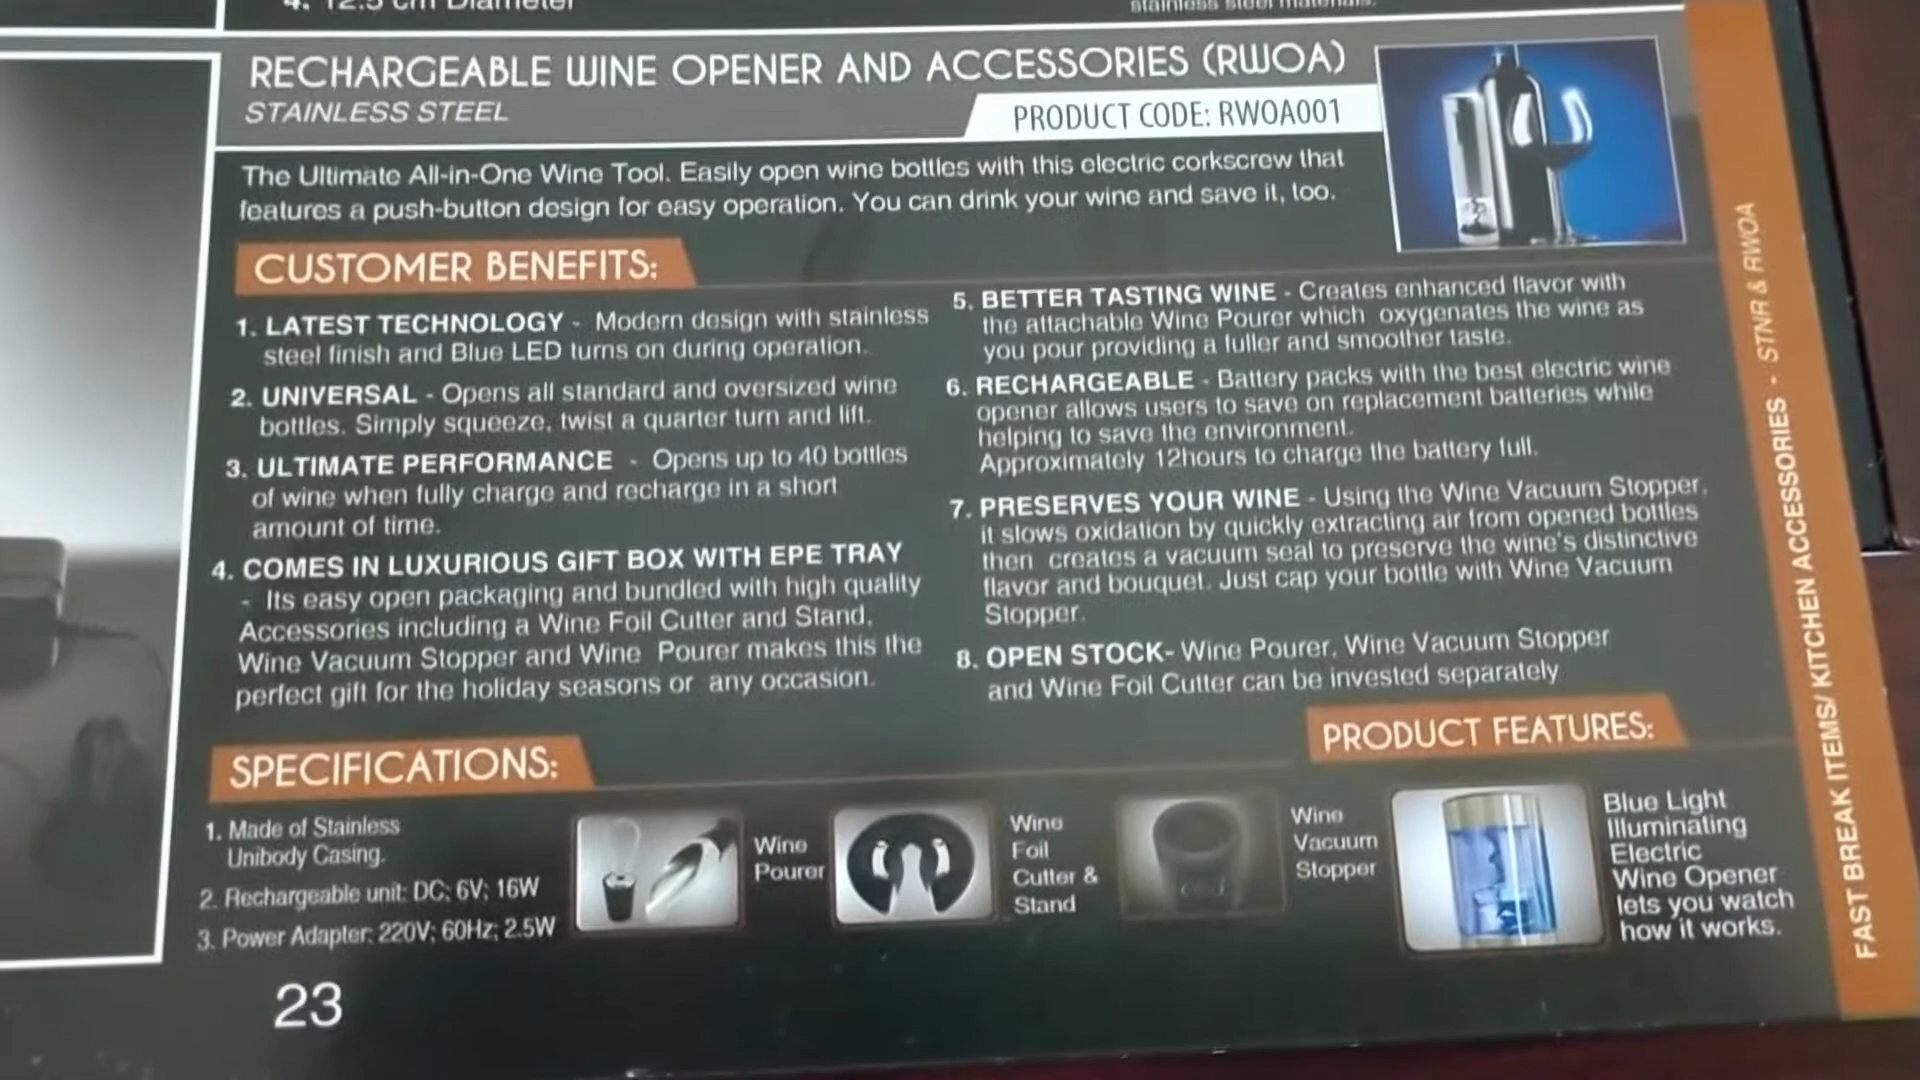 4. 12.5 cm Diameter
stainless steel materials.
RECHARGEABLE WINE OPENER AND ACCESSORIES (RWOA)
STAINLESS STEEL
PRODUCT CODE: RWOA001
The Ultimate All-in-One Wine Tool. Easily open wine bottles with this electric corkscrew that
features a push-button design for easy operation. You can drink your wine and save it, too.
CUSTOMER BENEFITS:
1. LATEST TECHNOLOGY - Modern design with stainless
steel finish and Blue LED turns on during operation.
2. UNIVERSAL - Opens all standard and oversized wine
bottles. Simply squeeze, twist a quarter turn and lift.
3. ULTIMATE PERFORMANCE - Opens up to 40 bottles
of wine when fully charge and recharge in a short
amount of time.
4. COMES IN LUXURIOUS GIFT BOX WITH EPE TRAY
- Its easy open packaging and bundled with high quality
Accessories including a Wine Foil Cutter and Stand,
Wine Vacuum Stopper and Wine Pourer makes this the
perfect gift for the holiday seasons or any occasion.
5. BETTER TASTING WINE - Creates enhanced flavor with
the attachable Wine Pourer which oxygenates the wine as
you pour providing a fuller and smoother taste.
6. RECHARGEABLE - Battery packs with the best electric wine
opener allows users to save on replacement batteries while
helping to save the environment.
Approximately 12hours to charge the battery full.
7. PRESERVES YOUR WINE - Using the Wine Vacuum Stopper,
it slows oxidation by quickly extracting air from opened bottles
then creates a vacuum seal to preserve the wine's distinctive
flavor and bouquet. Just cap your bottle with Wine Vacuum
Stopper.
8. OPEN STOCK- Wine Pourer, Wine Vacuum Stopper
and Wine Foil Cutter can be invested separately
SPECIFICATIONS:
1. Made of Stainless
Unibody Casing.
2. Rechargeable unit: DC; 6V; 16W
3. Power Adapter: 220V; 60Hz; 2.5W
Wine
Pourer
Wine
Foil
Cutter &
Stand
Wine
Vacuum
Stopper
PRODUCT FEATURES:
Blue Light
Illuminating
Electric
Wine Opener
lets you watch
how it works.
23
FAST BREAK ITEMS/ KITCHEN ACCESSORIES - STNR & RWOA